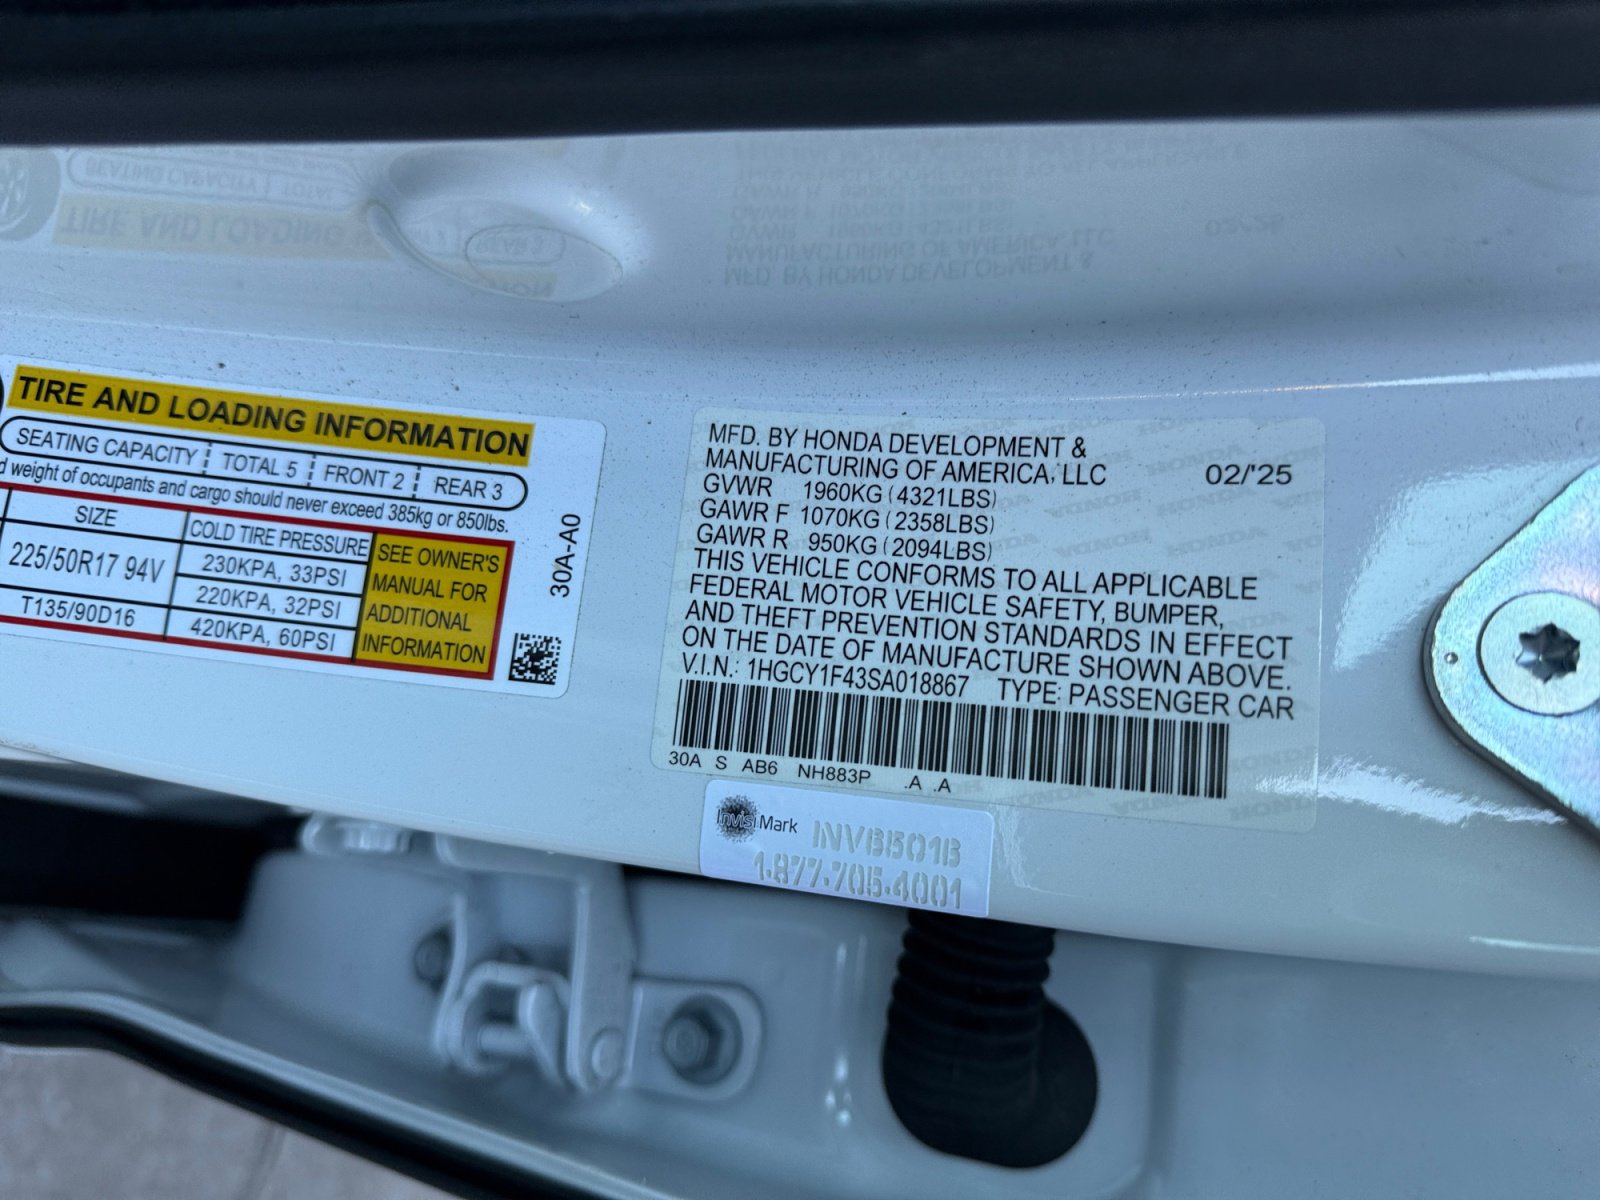 TIRE AND LOADING INFORMATION
SEATING CAPACITY TOTAL 5 FRONT 2 REAR 3
weight of occupants and cargo should never exceed 385kg or 850lbs.
SIZE COLD TIRE PRESSURE
225/50R17 94V 230KPA, 33PSI
220KPA, 32PSI
T135/90D16 420KPA, 60PSI
SEE OWNER'S
MANUAL FOR
ADDITIONAL
INFORMATION
30A-A0
MFD. BY HONDA DEVELOPMENT &
MANUFACTURING OF AMERICA, LLC 02/'25
GVWR 1960KG (4321LBS)
GAWR F 1070KG (2358LBS)
GAWR R 950KG (2094LBS)
THIS VEHICLE CONFORMS TO ALL APPLICABLE
FEDERAL MOTOR VEHICLE SAFETY, BUMPER,
AND THEFT PREVENTION STANDARDS IN EFFECT
ON THE DATE OF MANUFACTURE SHOWN ABOVE.
V.I.N.: 1HGCY1F43SA018867 TYPE: PASSENGER CAR
30A S AB6 NH883P .A .A
InvisiMark
1.877.705.4001